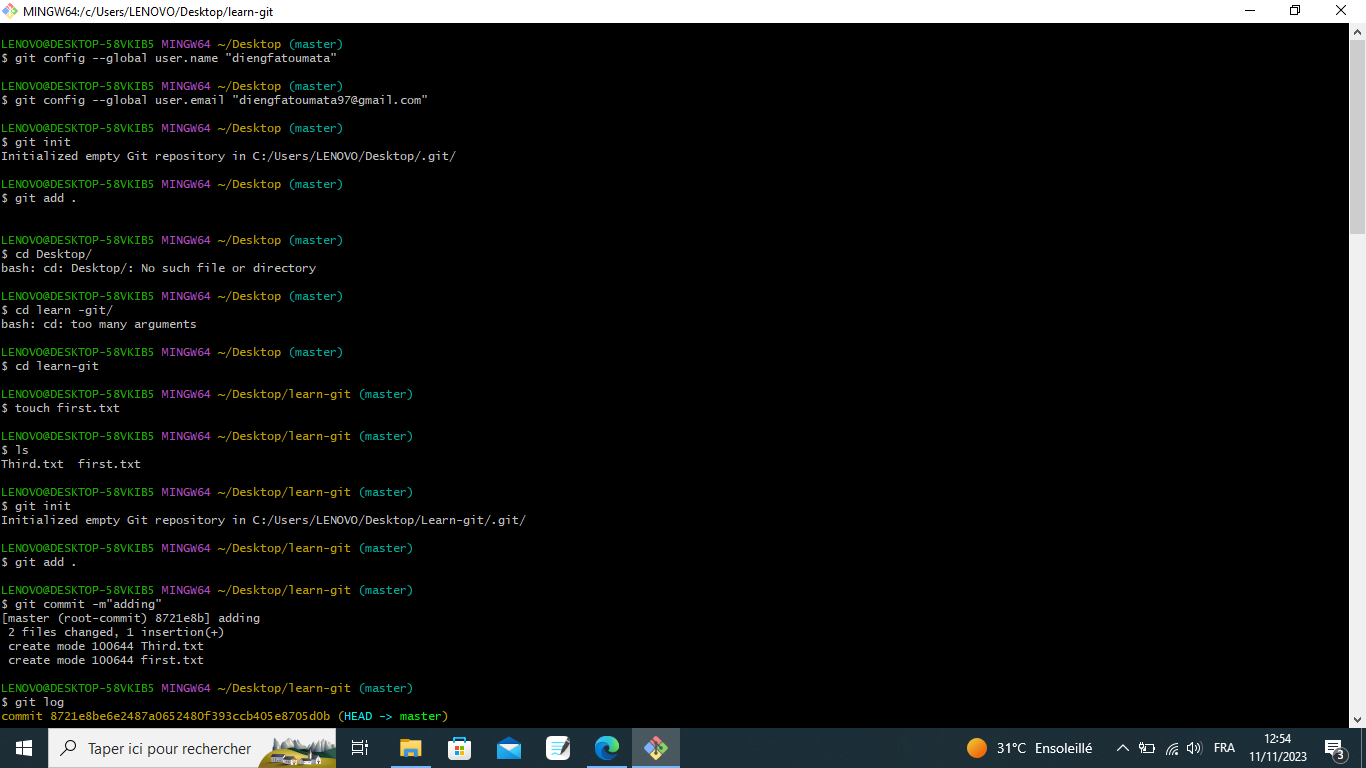 MINGW64:/c/Users/LENOVO/Desktop/learn-git
LENOVO@DESKTOP-58VKIB5 MINGW64 ~/Desktop (master)
$ git config --global user.name "diengfatoumata"
LENOVO@DESKTOP-58VKIB5 MINGW64 ~/Desktop (master)
$ git config --global user.email "diengfatoumata97@gmail.com"
LENOVO@DESKTOP-58VKIB5 MINGW64 ~/Desktop (master)
$ git init
Initialized empty Git repository in C:/Users/LENOVO/Desktop/.git/
LENOVO@DESKTOP-58VKIB5 MINGW64 ~/Desktop (master)
$ git add .
LENOVO@DESKTOP-58VKIB5 MINGW64 ~/Desktop (master)
$ cd Desktop/
bash: cd: Desktop/: No such file or directory
LENOVO@DESKTOP-58VKIB5 MINGW64 ~/Desktop (master)
$ cd learn -git/
bash: cd: too many arguments
LENOVO@DESKTOP-58VKIB5 MINGW64 ~/Desktop (master)
$ cd learn-git
LENOVO@DESKTOP-58VKIB5 MINGW64 ~/Desktop/learn-git (master)
$ touch first.txt
LENOVO@DESKTOP-58VKIB5 MINGW64 ~/Desktop/learn-git (master)
$ ls
Third.txt  first.txt
LENOVO@DESKTOP-58VKIB5 MINGW64 ~/Desktop/learn-git (master)
$ git init
Initialized empty Git repository in C:/Users/LENOVO/Desktop/Learn-git/.git/
LENOVO@DESKTOP-58VKIB5 MINGW64 ~/Desktop/learn-git (master)
$ git add .
LENOVO@DESKTOP-58VKIB5 MINGW64 ~/Desktop/learn-git (master)
$ git commit -m"adding"
[master (root-commit) 8721e8b] adding
2 files changed, 1 insertion(+)
create mode 100644 Third.txt
create mode 100644 first.txt
LENOVO@DESKTOP-58VKIB5 MINGW64 ~/Desktop/learn-git (master)
$ git log
commit 8721e8be6e2487a0652480f393ccb405e8705d0b (HEAD -> master)
Taper ici pour rechercher
31°C Ensoleillé
FRA
12:54
11/11/2023
3